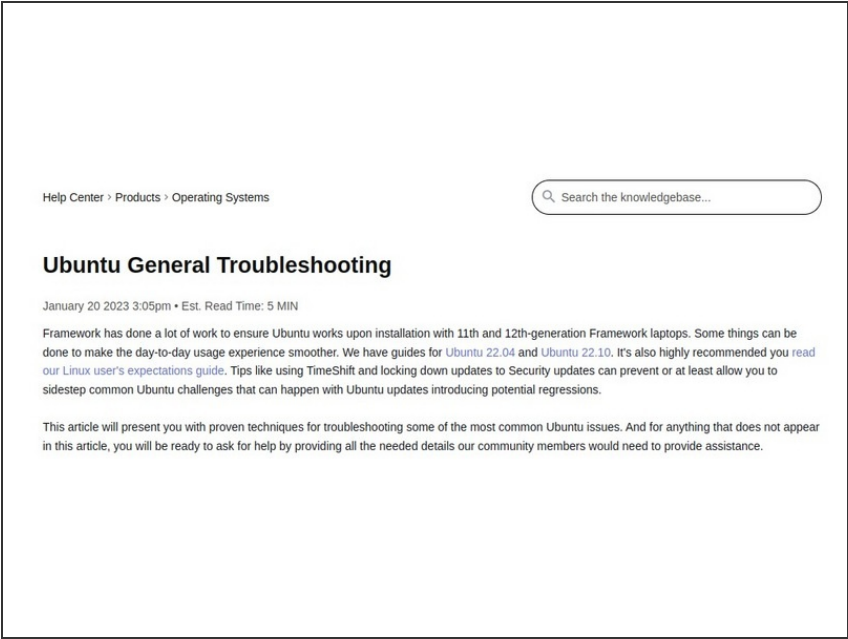 Help Center > Products > Operating Systems
Search the knowledgebase...
Ubuntu General Troubleshooting
January 20 2023 3:05pm • Est. Read Time: 5 MIN
Framework has done a lot of work to ensure Ubuntu works upon installation with 11th and 12th-generation Framework laptops. Some things can be
done to make the day-to-day usage experience smoother. We have guides for Ubuntu 22.04 and Ubuntu 22.10. It's also highly recommended you read
our Linux user's expectations guide. Tips like using TimeShift and locking down updates to Security updates can prevent or at least allow you to
sidestep common Ubuntu challenges that can happen with Ubuntu updates introducing potential regressions.
This article will present you with proven techniques for troubleshooting some of the most common Ubuntu issues. And for anything that does not appear
in this article, you will be ready to ask for help by providing all the needed details our community members would need to provide assistance.